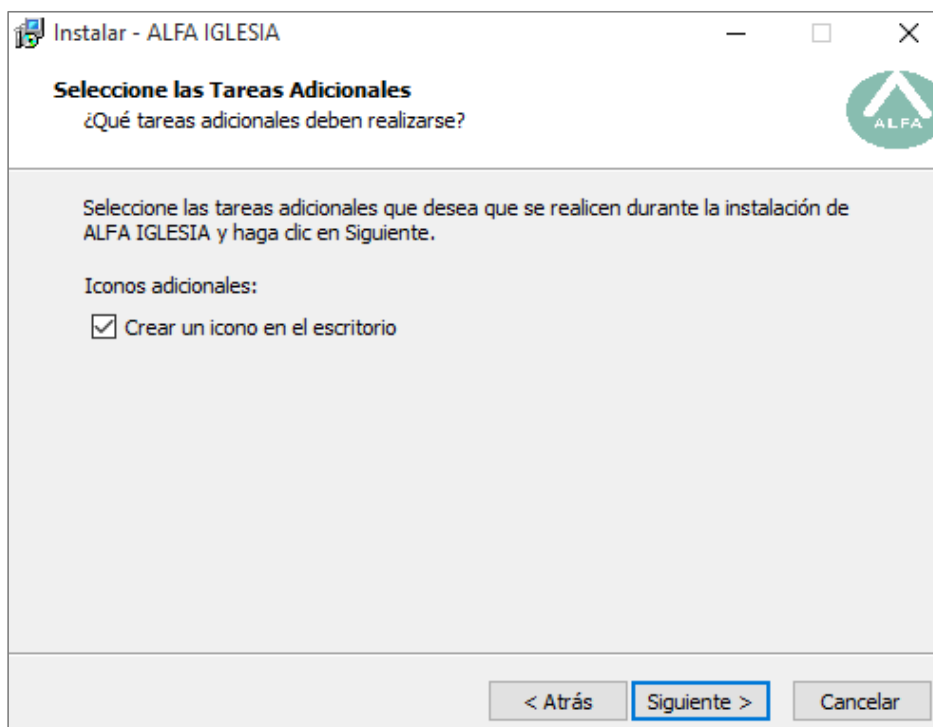 Instalar - ALFA IGLESIA
Seleccione las Tareas Adicionales
¿Qué tareas adicionales deben realizarse?
ALFA
Seleccione las tareas adicionales que desea que se realicen durante la instalación de
ALFA IGLESIA y haga clic en Siguiente.
Iconos adicionales:
Crear un icono en el escritorio
< Atrás Siguiente > Cancelar